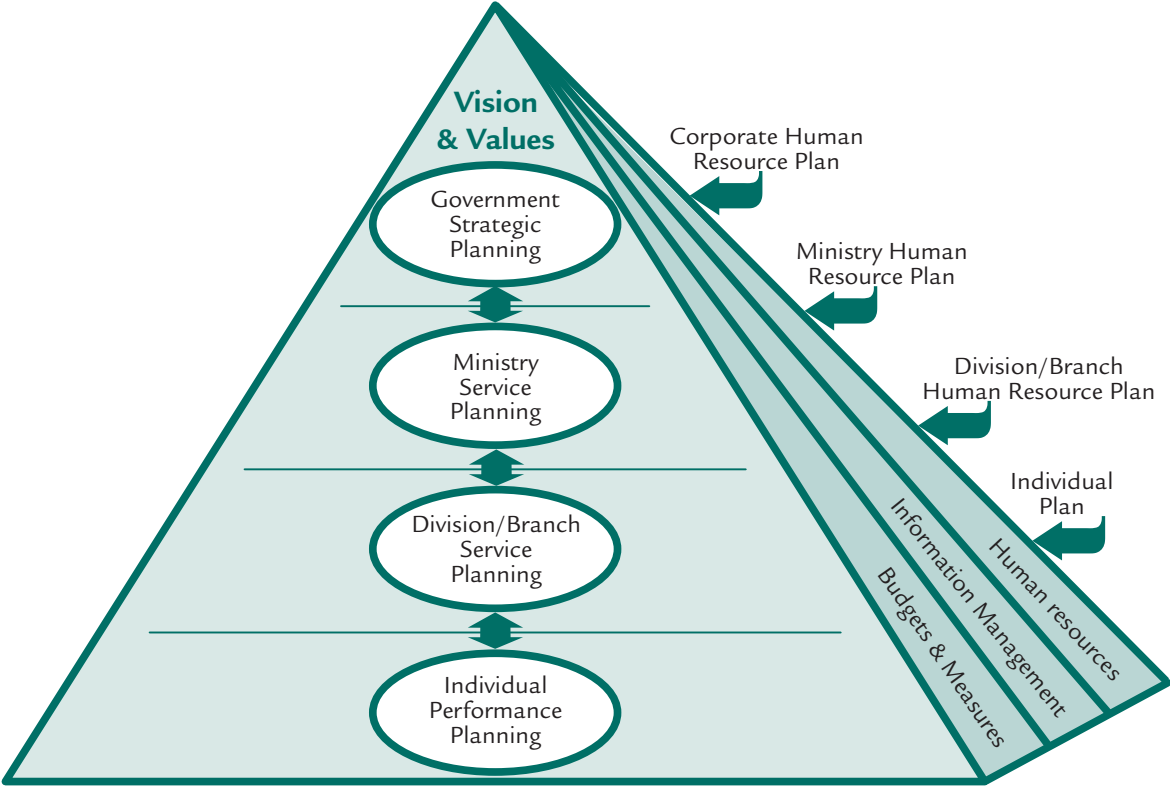 Vision
& Values
Government
Strategic
Planning
Ministry
Service
Planning
Division/Branch
Service
Planning
Individual
Performance
Planning
Corporate Human
Resource Plan
Ministry Human
Resource Plan
Division/Branch
Human Resource Plan
Individual
Plan
Budgets & Measures
Information Management
Human resources